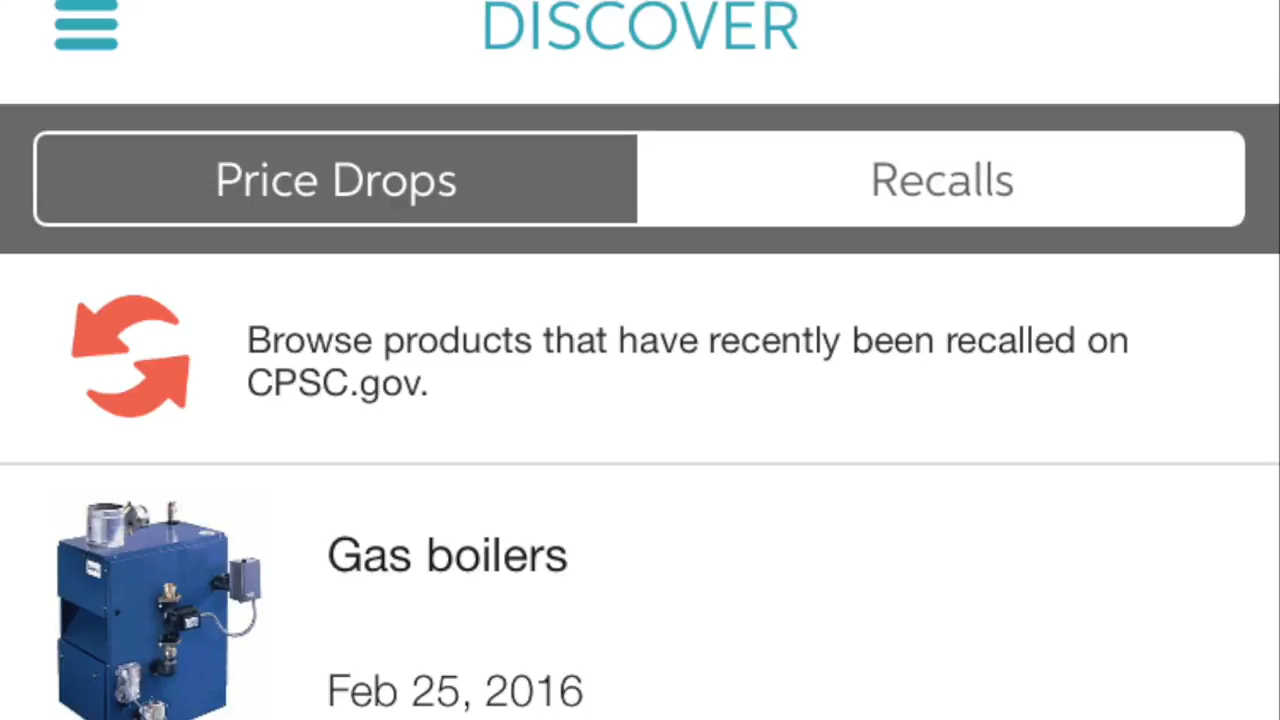 DISCOVER
Price Drops
Recalls
Browse products that have recently been recalled on
CPSC.gov.
Gas boilers
Feb 25, 2016